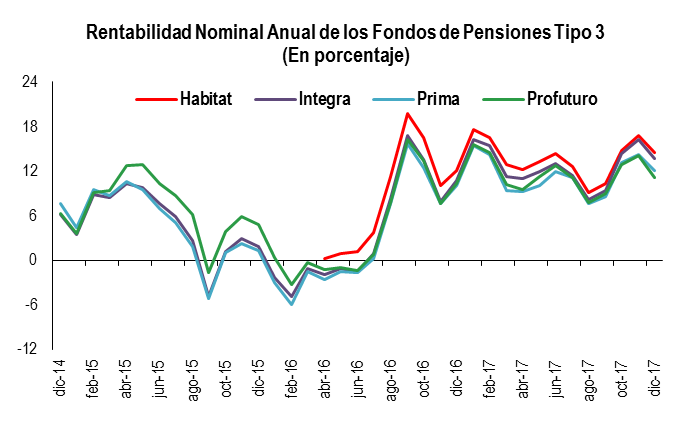 Rentabilidad Nominal Anual de los Fondos de Pensiones Tipo 3
(En porcentaje)
24
18
12
6
0
-6
-12
Habitat
Integra
Prima
Profuturo
dic-14
feb-15
abr-15
jun-15
ago-15
oct-15
dic-15
feb-16
abr-16
jun-16
ago-16
oct-16
dic-16
feb-17
abr-17
jun-17
ago-17
oct-17
dic-17